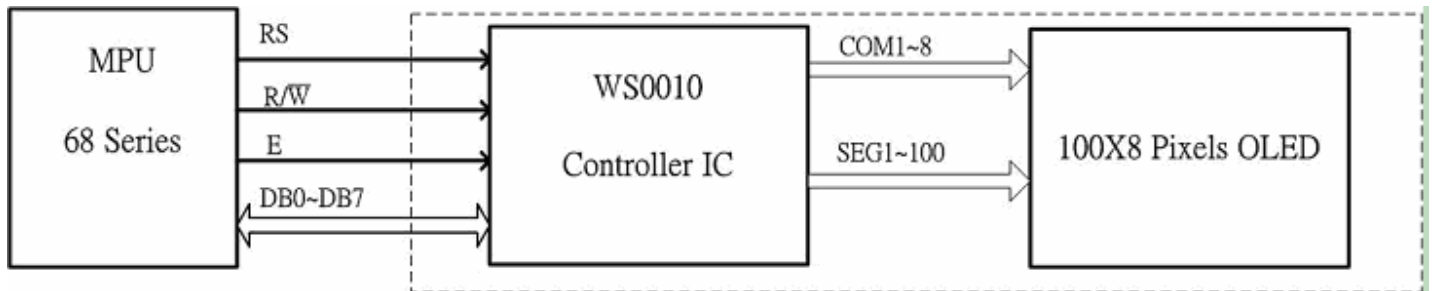 MPU
68 Series
RS
R/W̅
E
DB0~DB7
WS0010
Controller IC
COM1~8
SEG1~100
100X8 Pixels OLED